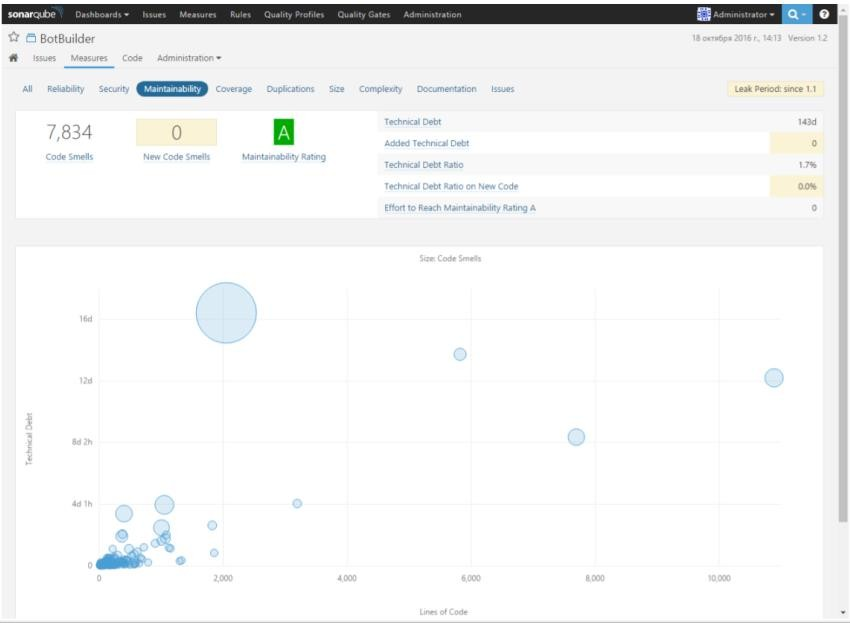 sonarqube Dashboards Issues Measures Rules Quality Profiles Quality Gates Administration Administrator ?
BotBuilder 18 октября 2016 г., 14:13 Version 1.2
Issues Measures Code Administration
All Reliability Security Maintainability Coverage Duplications Size Complexity Documentation Issues Leak Period: since 1.1
7,834
Code Smells
0
New Code Smells
A
Maintainability Rating
Technical Debt 143d
Added Technical Debt 0
Technical Debt Ratio 1.7%
Technical Debt Ratio on New Code 0.0%
Effort to Reach Maintainability Rating A 0
Size: Code Smells
Technical Debt
16d
12d
8d 2h
4d 1h
0
0 2,000 4,000 6,000 8,000 10,000
Lines of Code